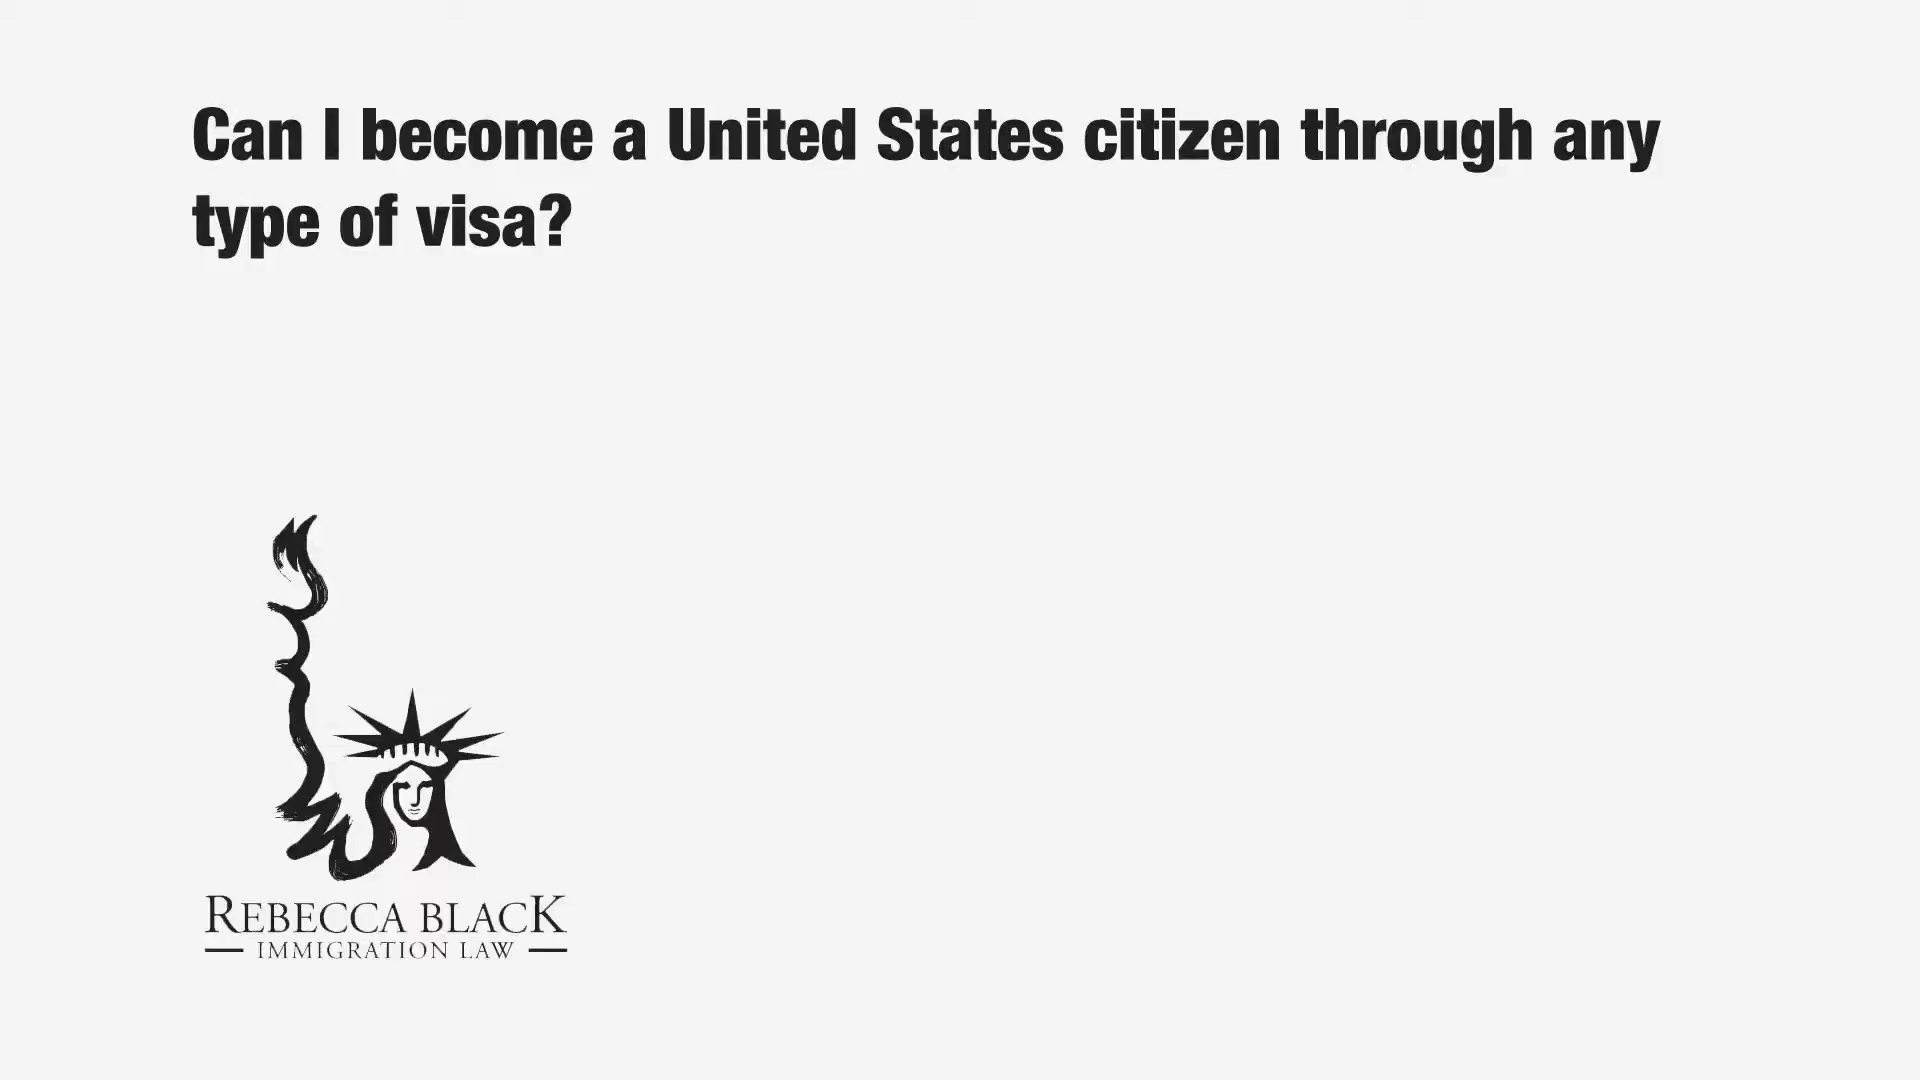 Can I become a United States citizen through any
type of visa?
REBECCA BLACK
IMMIGRATION LAW